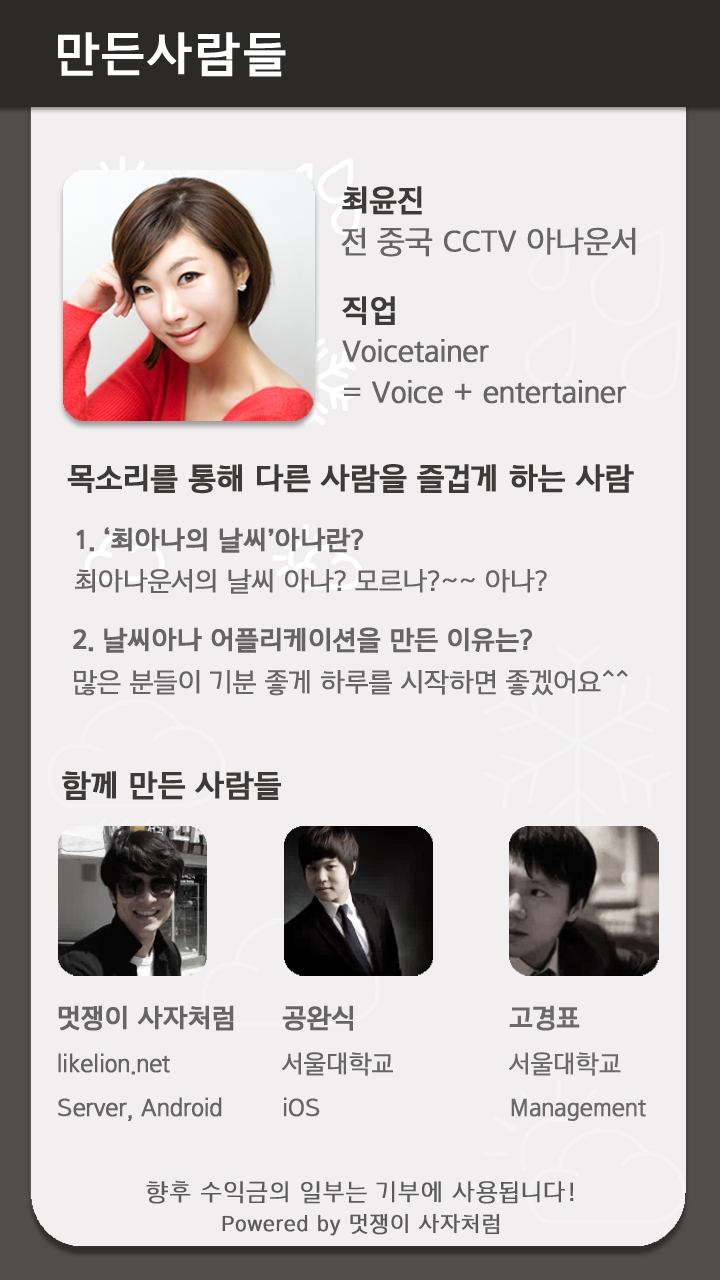 만든사람들
최윤진
전 중국 CCTV 아나운서
직업
Voicetainer
= Voice + entertainer
목소리를 통해 다른 사람을 즐겁게 하는 사람
1. ‘최아나의 날씨’아나란?
최아나운서의 날씨 아나? 모르나?~~ 아나?
2. 날씨아나 어플리케이션을 만든 이유는?
많은 분들이 기분 좋게 하루를 시작하면 좋겠어요^^
함께 만든 사람들
멋쟁이 사자처럼
likelion.net
Server, Android
공완식
서울대학교
iOS
고경표
서울대학교
Management
향후 수익금의 일부는 기부에 사용됩니다!
Powered by 멋쟁이 사자처럼